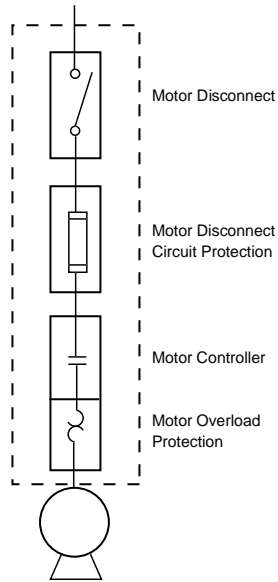 Motor Disconnect
Motor Disconnect
Circuit Protection
Motor Controller
Motor Overload
Protection